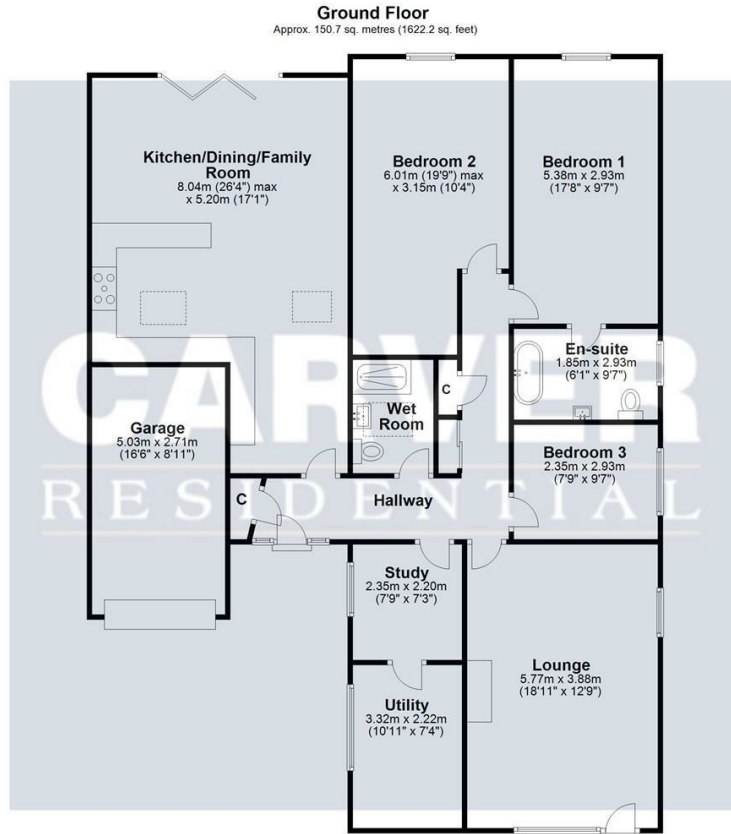 Ground Floor
Approx. 150.7 sq. metres (1622.2 sq. feet)
Kitchen/Dining/Family
Room
8.04m (26'4") max
x 5.20m (17'1")
Bedroom 2
6.01m (19'9") max
x 3.15m (10'4")
Bedroom 1
5.38m x 2.93m
(17'8" x 9'7")
En-suite
1.85m x 2.93m
(6'1" x 9'7")
CARVER
RESIDENTIAL
Garage
5.03m x 2.71m
(16'6" x 8'11")
Wet
Room
C
Bedroom 3
2.35m x 2.93m
(7'9" x 9'7")
C
Hallway
Study
2.35m x 2.20m
(7'9" x 7'3")
Lounge
5.77m x 3.88m
(18'11" x 12'9")
Utility
3.32m x 2.22m
(10'11" x 7'4")